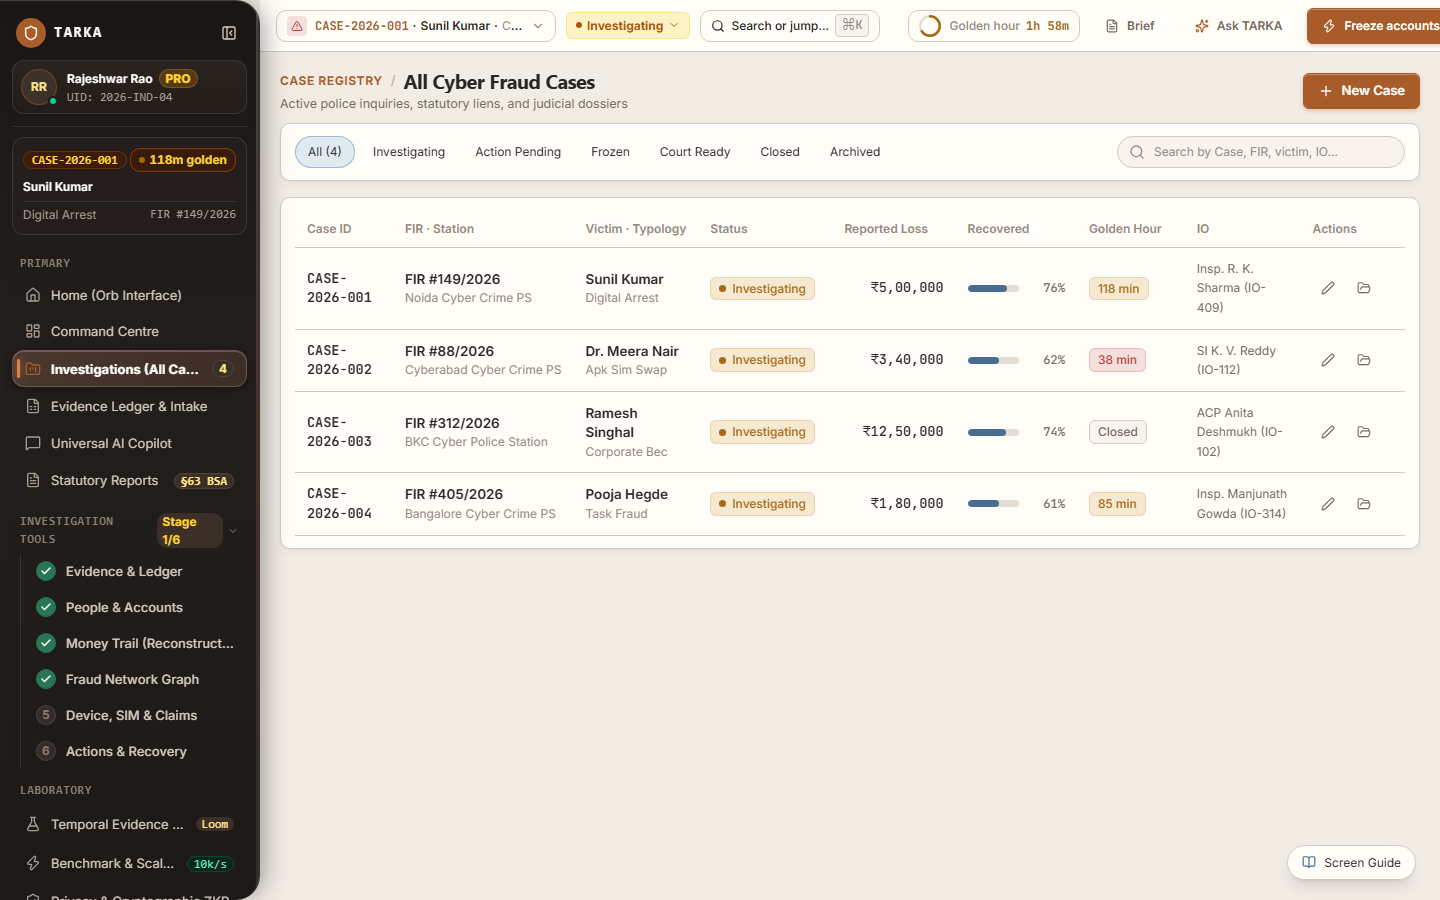 TARKA
RR
Rajeshwar Rao PRO
UID: 2026-IND-04
CASE-2026-001 118m golden
Sunil Kumar
Digital Arrest FIR #149/2026
PRIMARY
Home (Orb Interface)
Command Centre
Investigations (All Ca... 4
Evidence Ledger & Intake
Universal AI Copilot
Statutory Reports §63 BSA
INVESTIGATION TOOLS
Stage 1/6
Evidence & Ledger
People & Accounts
Money Trail (Reconstruct...
Fraud Network Graph
5 Device, SIM & Claims
6 Actions & Recovery
LABORATORY
Temporal Evidence ... Loom
Benchmark & Scal... 10k/s
CASE-2026-001 · Sunil Kumar · C...
Investigating
Search or jump... ⌘K
Golden hour 1h 58m
Brief
Ask TARKA
Freeze accounts
CASE REGISTRY / All Cyber Fraud Cases
Active police inquiries, statutory liens, and judicial dossiers
New Case
All (4) Investigating Action Pending Frozen Court Ready Closed Archived
Search by Case, FIR, victim, IO...
Case ID FIR · Station Victim · Typology Status Reported Loss Recovered Golden Hour IO Actions
CASE-
2026-001
FIR #149/2026
Noida Cyber Crime PS
Sunil Kumar
Digital Arrest
Investigating
₹5,00,000
76%
118 min
Insp. R. K.
Sharma (IO-
409)
CASE-
2026-002
FIR #88/2026
Cyberabad Cyber Crime PS
Dr. Meera Nair
Apk Sim Swap
Investigating
₹3,40,000
62%
38 min
SI K. V. Reddy
(IO-112)
CASE-
2026-003
FIR #312/2026
BKC Cyber Police Station
Ramesh
Singhal
Corporate Bec
Investigating
₹12,50,000
74%
Closed
ACP Anita
Deshmukh (IO-
102)
CASE-
2026-004
FIR #405/2026
Bangalore Cyber Crime PS
Pooja Hegde
Task Fraud
Investigating
₹1,80,000
61%
85 min
Insp. Manjunath
Gowda (IO-314)
Screen Guide